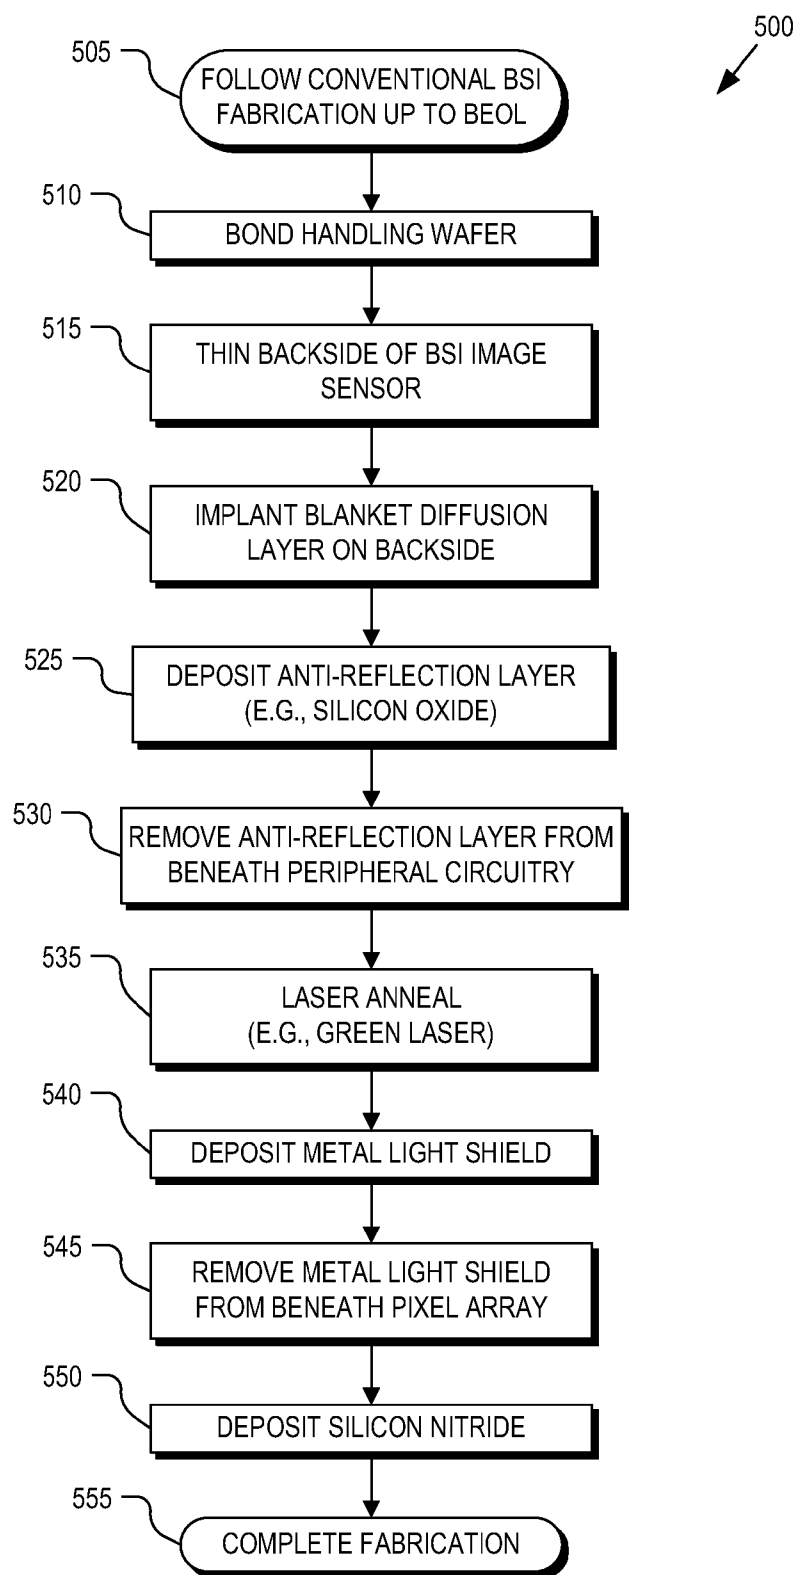 500
505
FOLLOW CONVENTIONAL BSI
FABRICATION UP TO BEOL
510
BOND HANDLING WAFER
515
THIN BACKSIDE OF BSI IMAGE
SENSOR
520
IMPLANT BLANKET DIFFUSION
LAYER ON BACKSIDE
525
DEPOSIT ANTI-REFLECTION LAYER
(E.G., SILICON OXIDE)
530
REMOVE ANTI-REFLECTION LAYER FROM
BENEATH PERIPHERAL CIRCUITRY
535
LASER ANNEAL
(E.G., GREEN LASER)
540
DEPOSIT METAL LIGHT SHIELD
545
REMOVE METAL LIGHT SHIELD
FROM BENEATH PIXEL ARRAY
550
DEPOSIT SILICON NITRIDE
555
COMPLETE FABRICATION